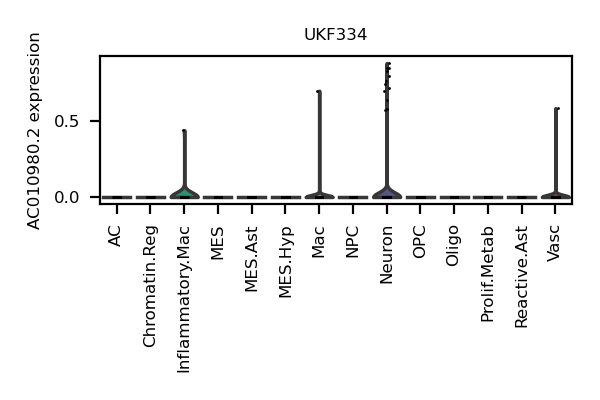 UKF334
AC010980.2 expression
0.5
0.0
AC
Chromatin.Reg
Inflammatory.Mac
MES
MES.Ast
MES.Hyp
Mac
NPC
Neuron
OPC
Oligo
Prolif.Metab
Reactive.Ast
Vasc